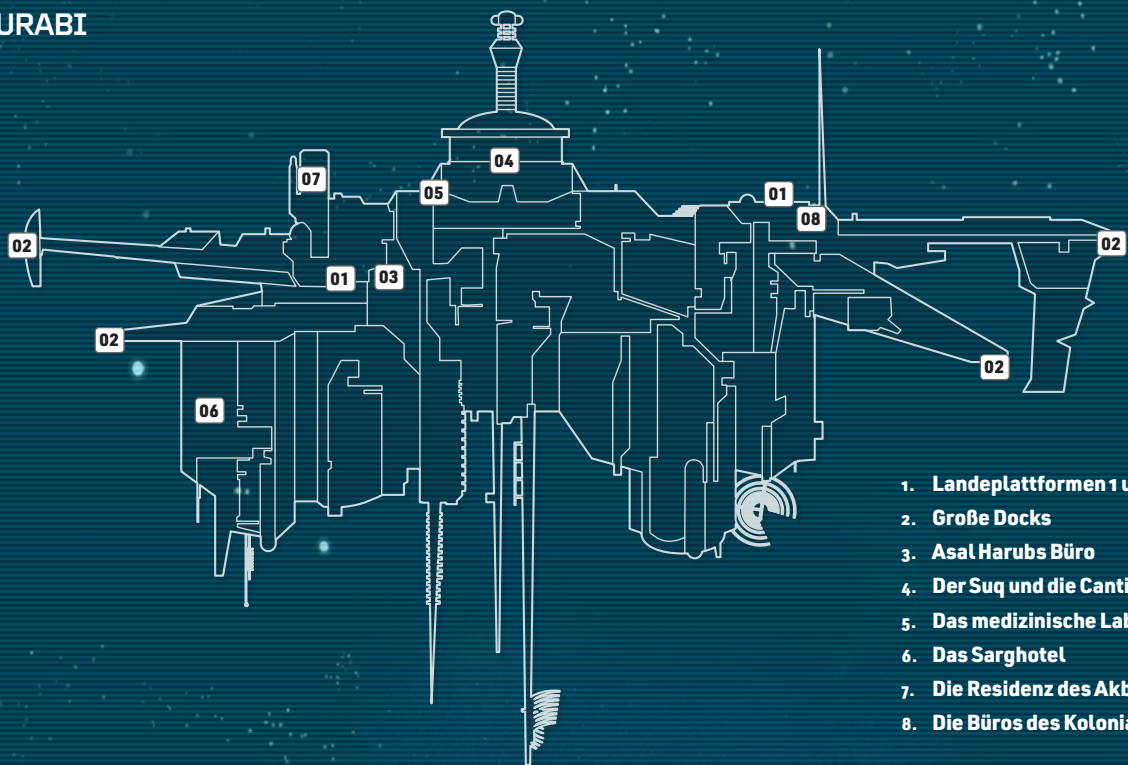 URABI
07
04
05
01
08
02
02
01
03
02
02
06
1. Landeplattformen 1 u
2. Große Docks
3. Asal Harubs Büro
4. Der Suq und die Canti
5. Das medizinische Lab
6. Das Sarghotel
7. Die Residenz des Akb
8. Die Büros des Kolonia